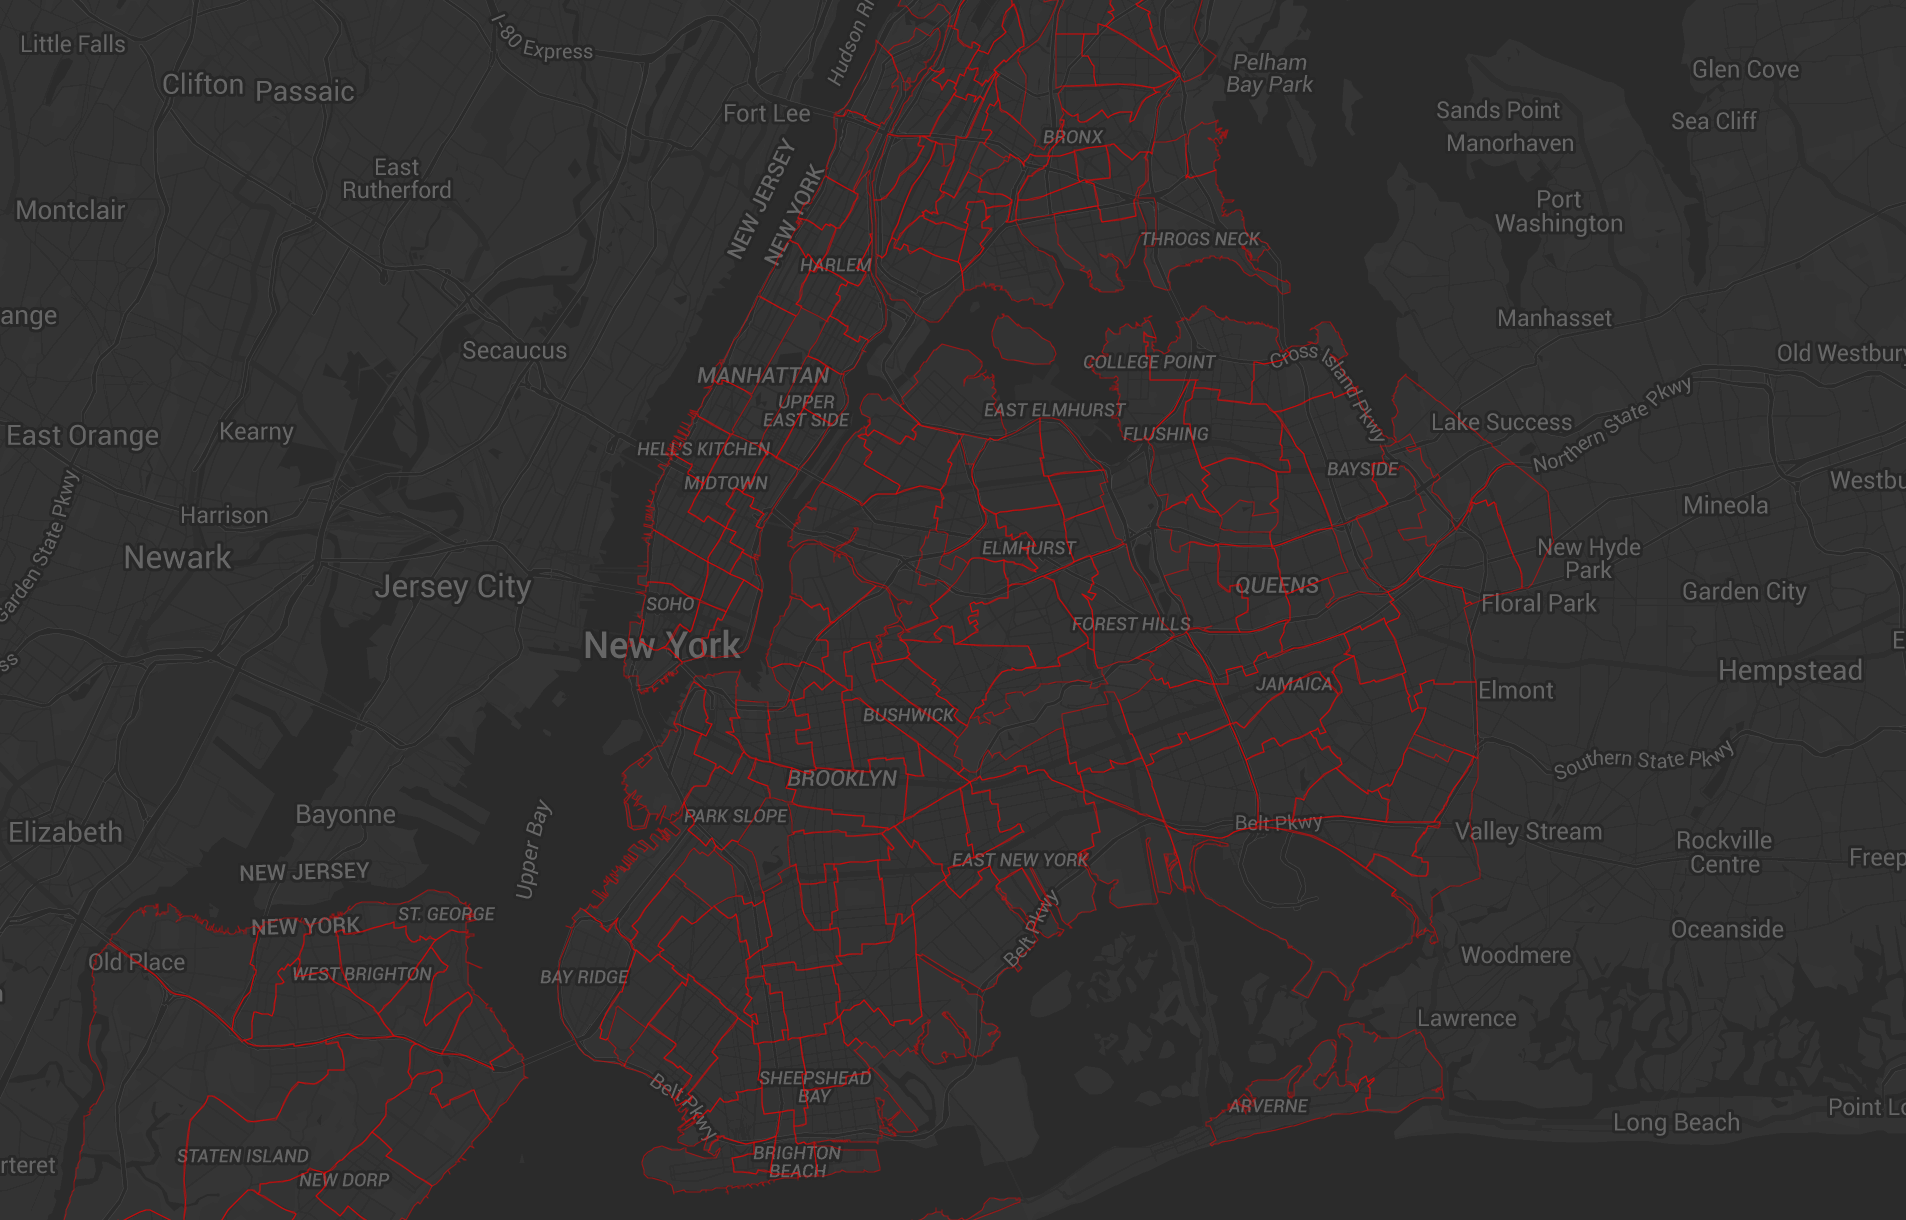 Little Falls
I-80 Express
Hudson Ri
Pelham
Bay Park
Glen Cove
Clifton
Passaic
Fort Lee
Sands Point
Sea Cliff
Manorhaven
BRONX
East
Rutherford
NEW JERSEY
NEW YORK
Montclair
Port
Washington
THROGS NECK
HARLEM
ange
Manhasset
Secaucus
COLLEGE POINT
Cross Island Pkwy
Old Westbury
MANHATTAN
UPPER
EAST SIDE
EAST ELMHURST
Northern State Pkwy
East Orange
Kearny
HELL'S KITCHEN
FLUSHING
Lake Success
BAYSIDE
MIDTOWN
Westbu
Garden State Pkwy
Harrison
Mineola
Newark
ELMHURST
New Hyde
Park
Jersey City
QUEENS
Garden City
SOHO
Floral Park
FOREST HILLS
New York
E
ss
Hempstead
JAMAICA
Elmont
BUSHWICK
Southern State Pkwy
BROOKLYN
Bayonne
PARK SLOPE
Belt Pkwy
Elizabeth
Upper Bay
Valley Stream
Rockville
Centre
EAST NEW YORK
Freep
NEW JERSEY
NEW YORK
ST. GEORGE
Belt Pkwy
Oceanside
Old Place
WEST BRIGHTON
BAY RIDGE
Woodmere
n
Lawrence
SHEEPSHEAD
BAY
Belt Pkwy
ARVERNE
Point Lo
Long Beach
rteret
STATEN ISLAND
NEW DORP
BRIGHTON
BEACH